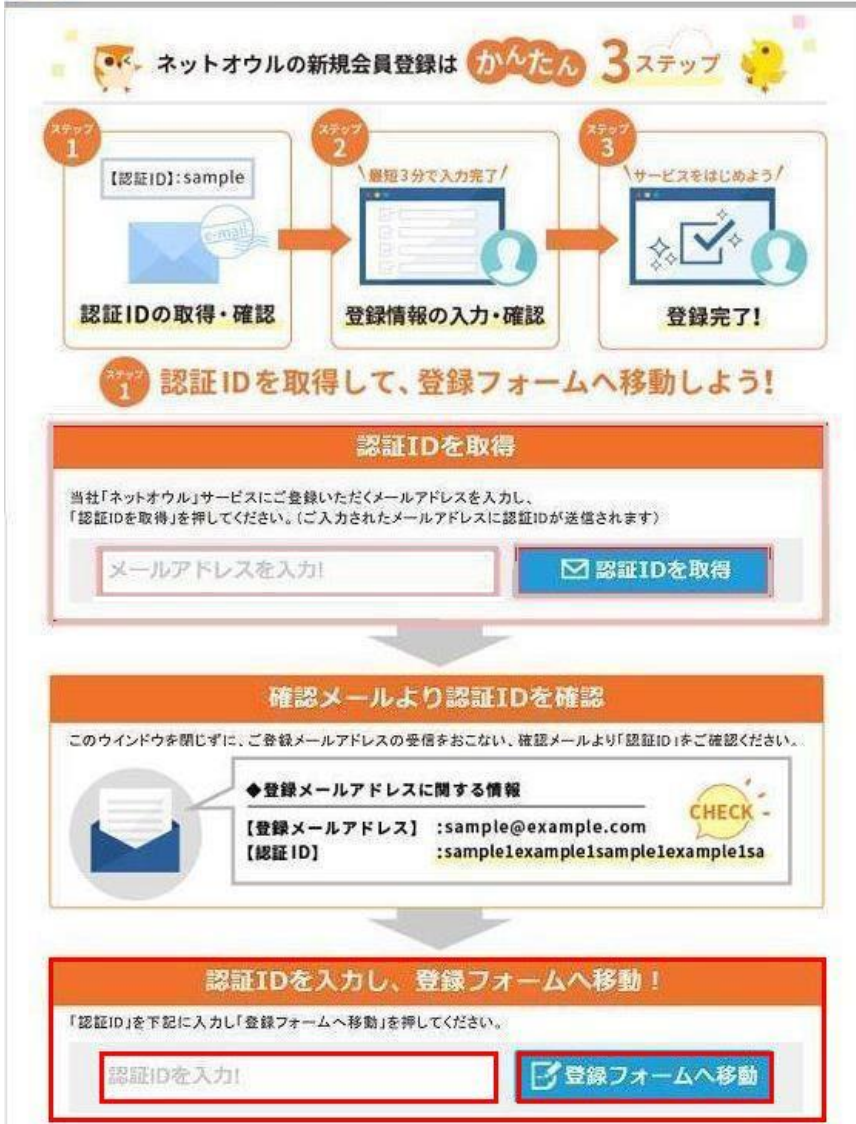 ネットオウルの新規会員登録は かんたん 3ステップ
ステップ 1
【認証ID】:sample
e-mail
認証IDの取得・確認
ステップ 2
最短3分で入力完了!
登録情報の入力・確認
ステップ 3
サービスをはじめよう!
登録完了!
ステップ 1 認証IDを取得して、登録フォームへ移動しよう!
認証IDを取得
当社「ネットオウル」サービスにご登録いただくメールアドレスを入力し、
「認証IDを取得」を押してください。(ご入力されたメールアドレスに認証IDが送信されます)
メールアドレスを入力!
認証IDを取得
確認メールより認証IDを確認
このウインドウを閉じずに、ご登録メールアドレスの受信をおこない、確認メールより「認証ID」をご確認ください。
◆登録メールアドレスに関する情報
CHECK
【登録メールアドレス】 :sample@example.com
【認証ID】 :sample1example1sample1example1sa
認証IDを入力し、登録フォームへ移動！
「認証ID」を下記に入力し「登録フォームへ移動」を押してください。
認証IDを入力!
登録フォームへ移動